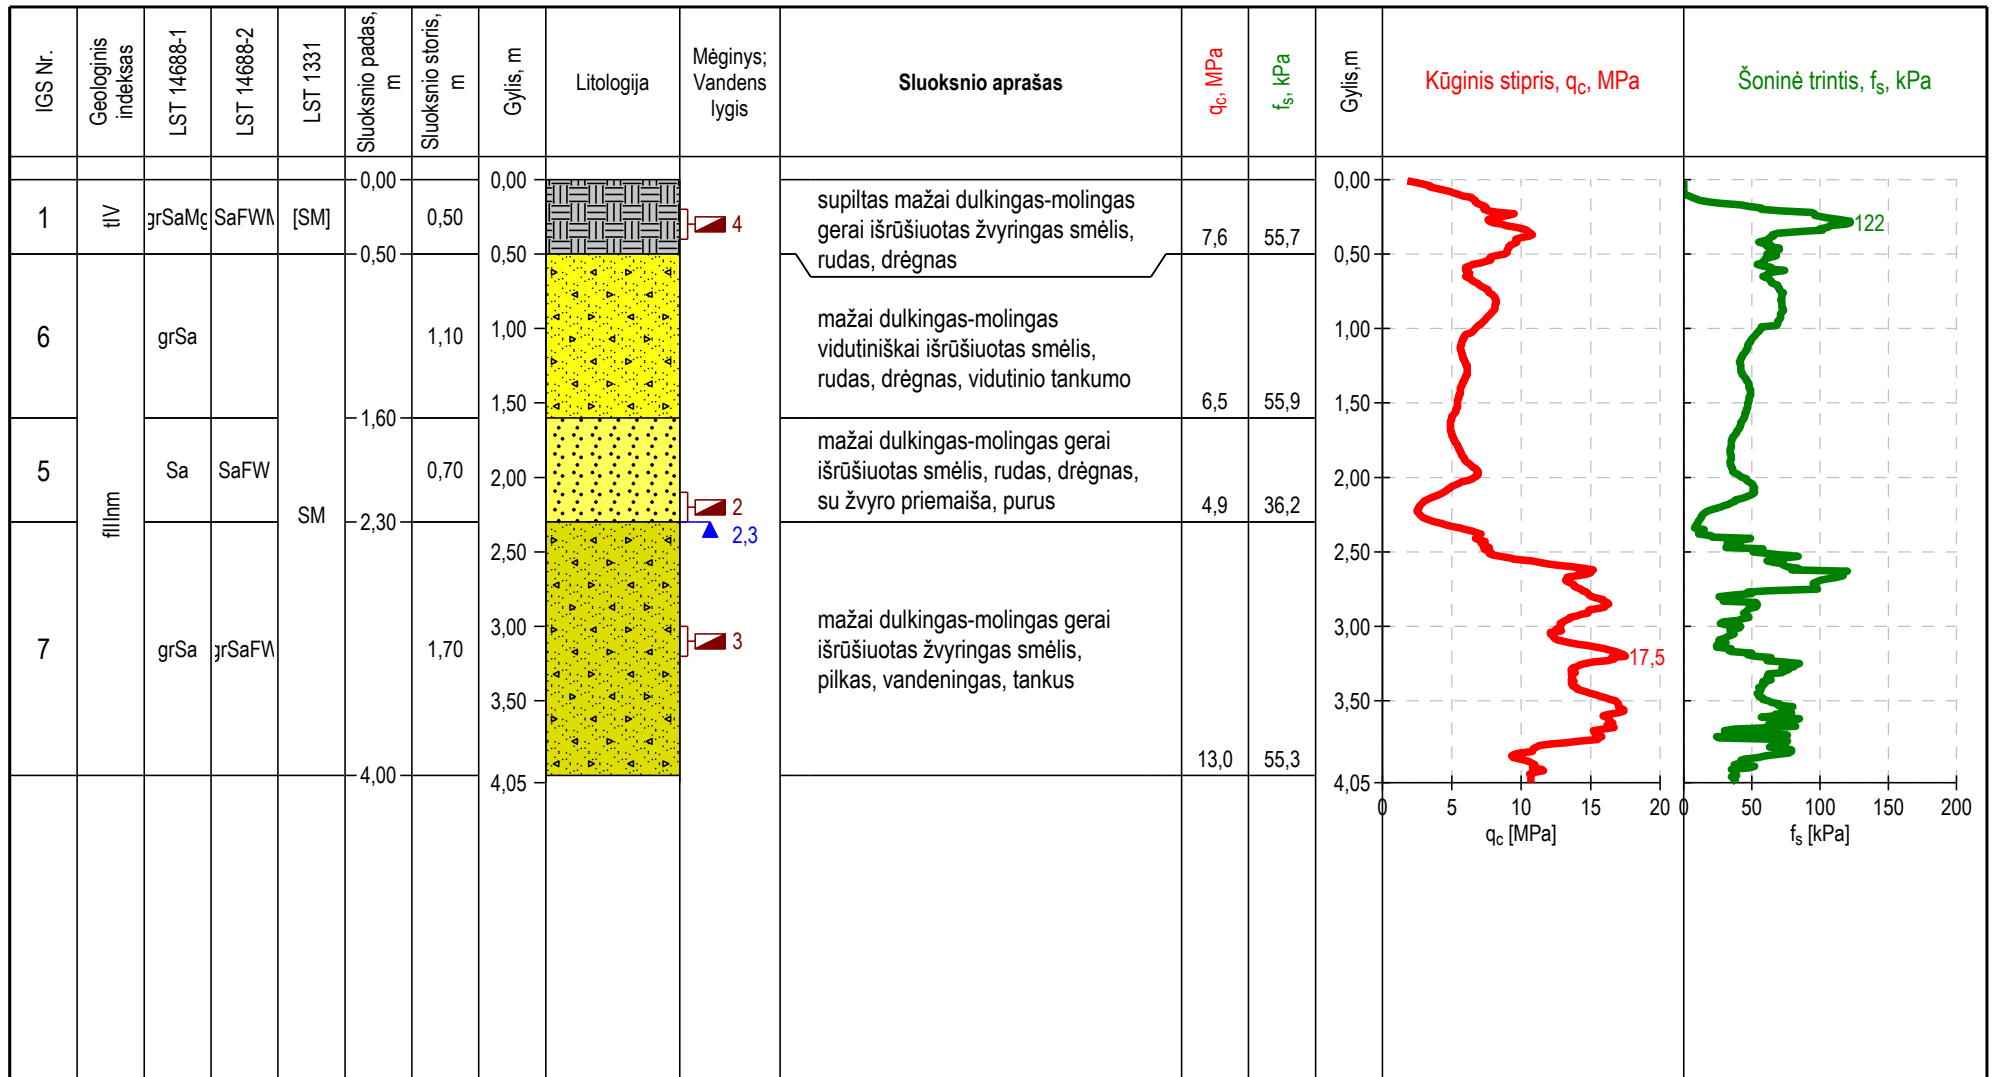 IGS Nr.
Geologinis indeksas
LST 14688-1
LST 14688-2
LST 1331
Sluoksnio padas, m
Sluoksnio storis, m
Gylis, m
Litologija
Mėginys;
Vandens
lygis
Sluoksnio aprašas
qc, MPa
fs, kPa
Gylis,m
Kūginis stipris, qc, MPa
Šoninė trintis, fs, kPa
0,00
0,00
0,00
1
tIV
grSaMg
[SM]
0,50
4
supiltas mažai dulkingas-molingas
gerai išrūšiuotas žvyringas smėlis,
rudas, drėgnas
7,6
55,7
122
0,50
0,50
0,50
6
grSa
1,10
1,00
1,50
mažai dulkingas-molingas
vidutiniškai išrūšiuotas smėlis,
rudas, drėgnas, vidutinio tankumo
6,5
55,9
1,00
1,50
1,60
fIIInm
SM
5
Sa
SaFW
0,70
2,00
2
mažai dulkingas-molingas gerai
išrūšiuotas smėlis, rudas, drėgnas,
su žvyro priemaiša, purus
4,9
36,2
2,00
2,30
2,3
7
grSa
1,70
2,50
3,00
3,50
3
mažai dulkingas-molingas gerai
išrūšiuotas žvyringas smėlis,
pilkas, vandeningas, tankus
13,0
55,3
2,50
3,00
3,50
17,5
4,00
4,05
4,05
0 5 10 15 20
qc [MPa]
0 50 100 150 200
fs [kPa]